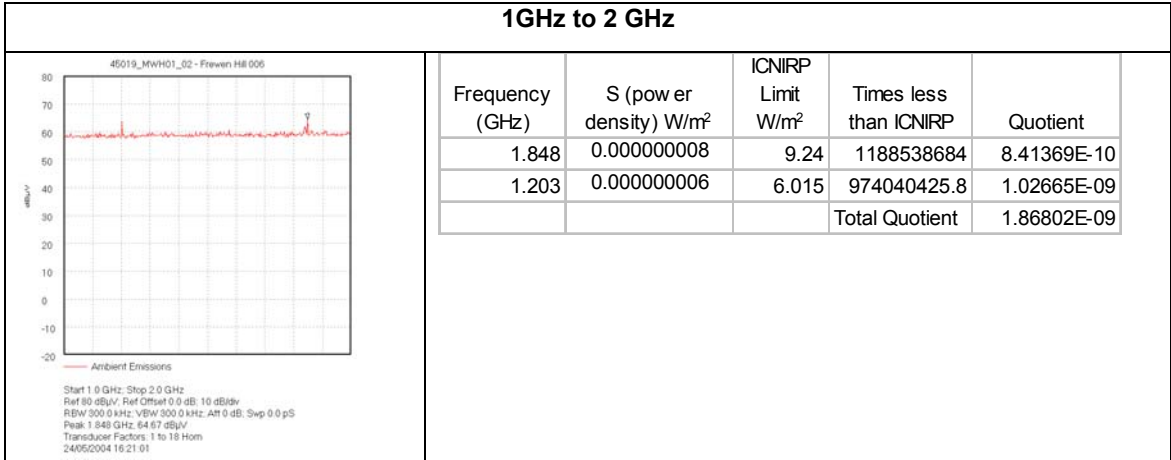 1GHz to 2 GHz
45019_MWH01_02 - Frewen Hill 006
80
70
60
50
40
30
20
10
0
-10
-20
dBµV
Ambient Emissions
Start 1.0 GHz; Stop 2.0 GHz
Ref 80 dBµV; Ref Offset 0.0 dB; 10 dB/div
RBW 300.0 kHz; VBW 300.0 kHz; Att 0 dB; Swp 0.0 pS
Peak 1.848 GHz, 64.67 dBµV
Transducer Factors: 1 to 18 Horn
24/05/2004 16:21:01
Frequency (GHz) S (pow er density) W/m² ICNIRP Limit W/m² Times less than ICNIRP Quotient
1.848 0.000000008 9.24 1188538684 8.41369E-10
1.203 0.000000006 6.015 974040425.8 1.02665E-09
Total Quotient 1.86802E-09